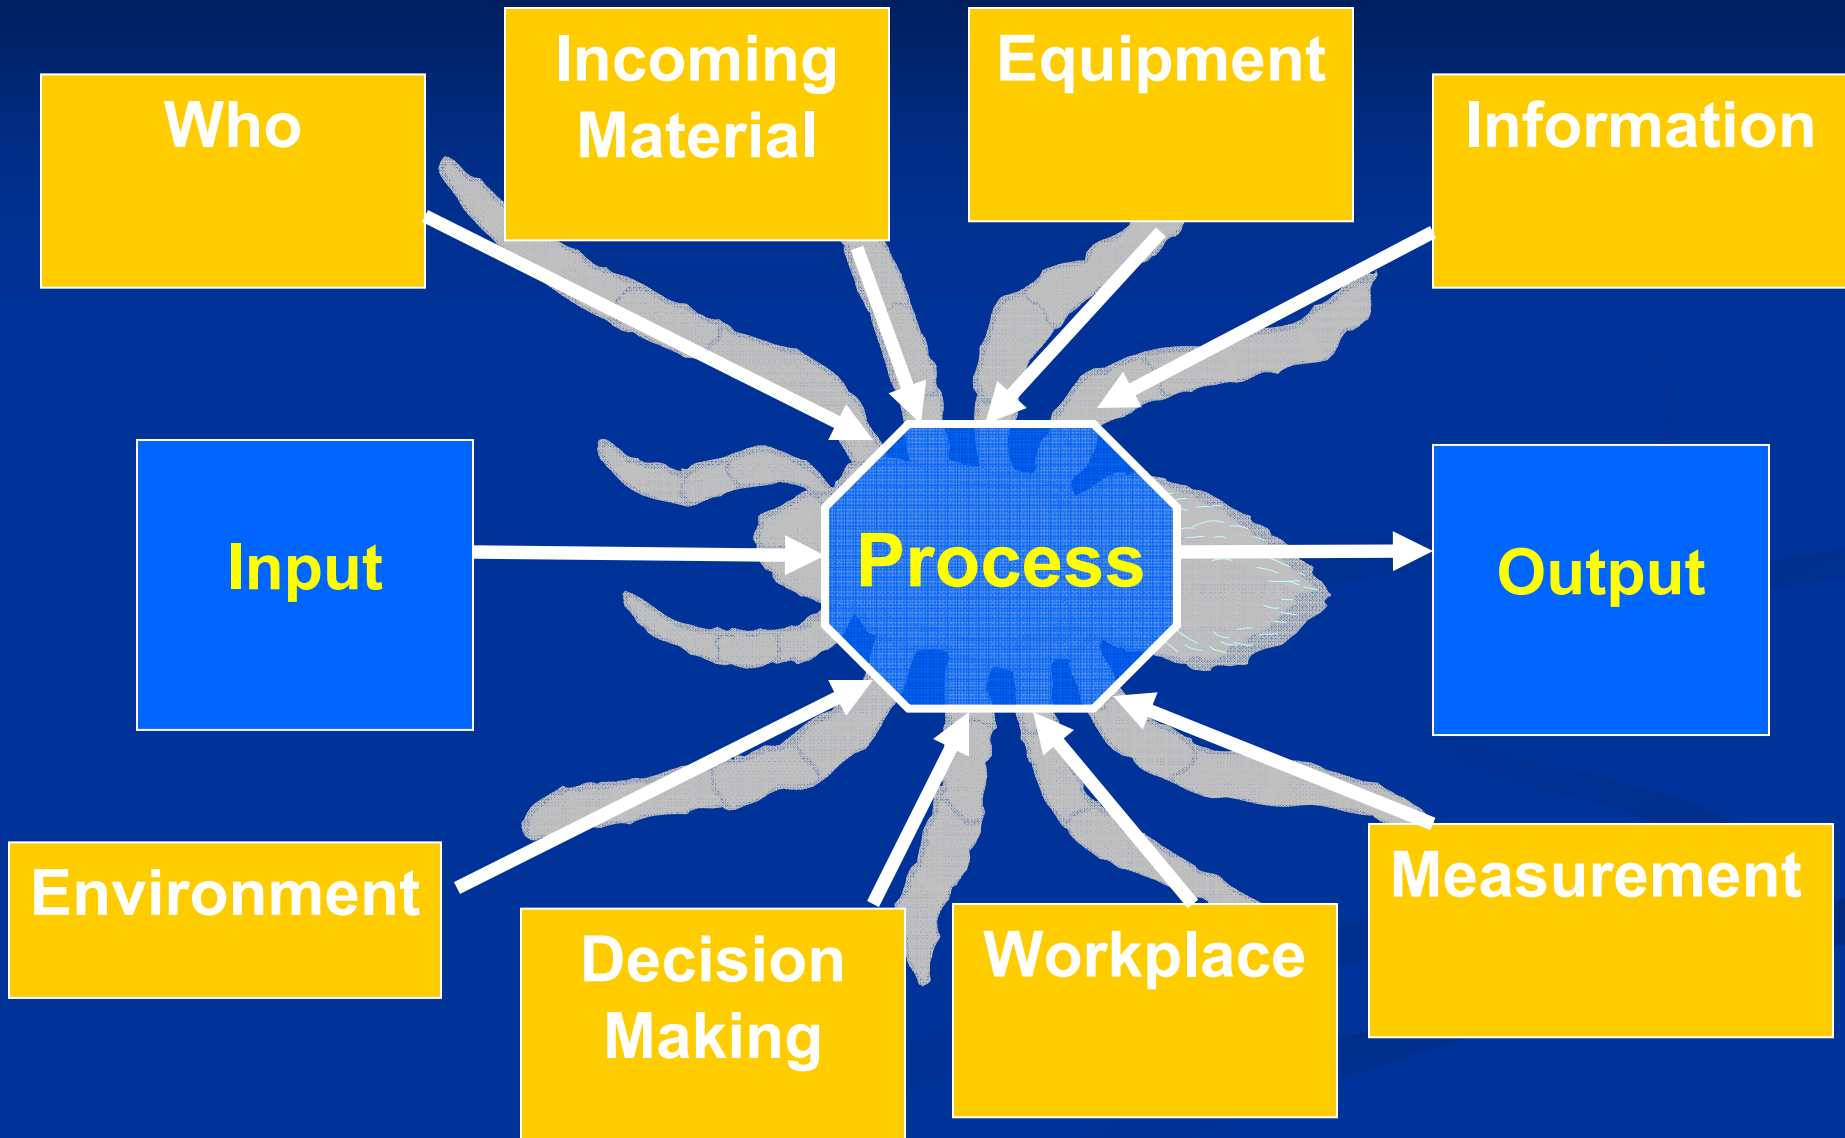 Who
Incoming
Material
Equipment
Information
Input
Process
Output
Environment
Decision
Making
Workplace
Measurement